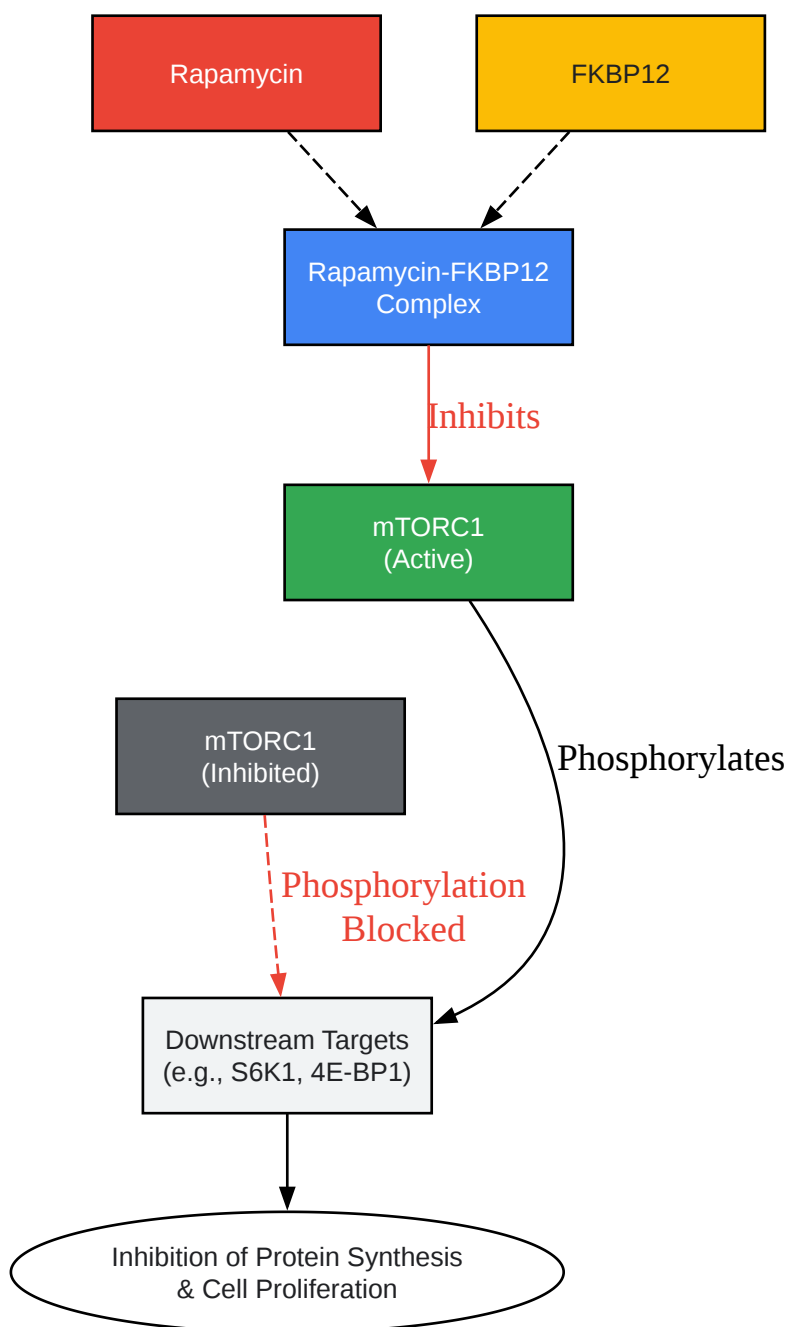 Rapamycin
FKBP12
Rapamycin-FKBP12
Complex
Inhibits
mTORC1
(Active)
mTORC1
(Inhibited)
Phosphorylates
Phosphorylation
Blocked
Downstream Targets
(e.g., S6K1, 4E-BP1)
Inhibition of Protein Synthesis
& Cell Proliferation